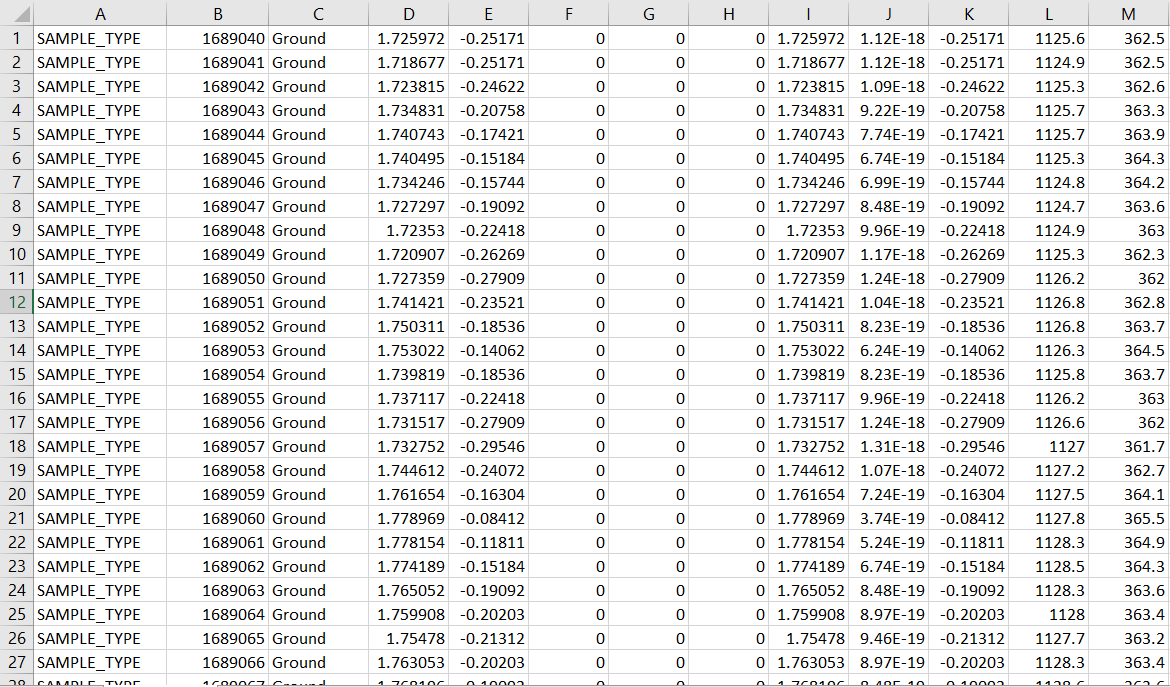 A B C D E F G H I J K L M
1 SAMPLE_TYPE 1689040 Ground 1.725972 -0.25171 0 0 0 1.725972 1.12E-18 -0.25171 1125.6 362.5
2 SAMPLE_TYPE 1689041 Ground 1.718677 -0.25171 0 0 0 1.718677 1.12E-18 -0.25171 1124.9 362.5
3 SAMPLE_TYPE 1689042 Ground 1.723815 -0.24622 0 0 0 1.723815 1.09E-18 -0.24622 1125.3 362.6
4 SAMPLE_TYPE 1689043 Ground 1.734831 -0.20758 0 0 0 1.734831 9.22E-19 -0.20758 1125.7 363.3
5 SAMPLE_TYPE 1689044 Ground 1.740743 -0.17421 0 0 0 1.740743 7.74E-19 -0.17421 1125.7 363.9
6 SAMPLE_TYPE 1689045 Ground 1.740495 -0.15184 0 0 0 1.740495 6.74E-19 -0.15184 1125.3 364.3
7 SAMPLE_TYPE 1689046 Ground 1.734246 -0.15744 0 0 0 1.734246 6.99E-19 -0.15744 1124.8 364.2
8 SAMPLE_TYPE 1689047 Ground 1.727297 -0.19092 0 0 0 1.727297 8.48E-19 -0.19092 1124.7 363.6
9 SAMPLE_TYPE 1689048 Ground 1.72353 -0.22418 0 0 0 1.72353 9.96E-19 -0.22418 1124.9 363
10 SAMPLE_TYPE 1689049 Ground 1.720907 -0.26269 0 0 0 1.720907 1.17E-18 -0.26269 1125.3 362.3
11 SAMPLE_TYPE 1689050 Ground 1.727359 -0.27909 0 0 0 1.727359 1.24E-18 -0.27909 1126.2 362
12 SAMPLE_TYPE 1689051 Ground 1.741421 -0.23521 0 0 0 1.741421 1.04E-18 -0.23521 1126.8 362.8
13 SAMPLE_TYPE 1689052 Ground 1.750311 -0.18536 0 0 0 1.750311 8.23E-19 -0.18536 1126.8 363.7
14 SAMPLE_TYPE 1689053 Ground 1.753022 -0.14062 0 0 0 1.753022 6.24E-19 -0.14062 1126.3 364.5
15 SAMPLE_TYPE 1689054 Ground 1.739819 -0.18536 0 0 0 1.739819 8.23E-19 -0.18536 1125.8 363.7
16 SAMPLE_TYPE 1689055 Ground 1.737117 -0.22418 0 0 0 1.737117 9.96E-19 -0.22418 1126.2 363
17 SAMPLE_TYPE 1689056 Ground 1.731517 -0.27909 0 0 0 1.731517 1.24E-18 -0.27909 1126.6 362
18 SAMPLE_TYPE 1689057 Ground 1.732752 -0.29546 0 0 0 1.732752 1.31E-18 -0.29546 1127 361.7
19 SAMPLE_TYPE 1689058 Ground 1.744612 -0.24072 0 0 0 1.744612 1.07E-18 -0.24072 1127.2 362.7
20 SAMPLE_TYPE 1689059 Ground 1.761654 -0.16304 0 0 0 1.761654 7.24E-19 -0.16304 1127.5 364.1
21 SAMPLE_TYPE 1689060 Ground 1.778969 -0.08412 0 0 0 1.778969 3.74E-19 -0.08412 1127.8 365.5
22 SAMPLE_TYPE 1689061 Ground 1.778154 -0.11811 0 0 0 1.778154 5.24E-19 -0.11811 1128.3 364.9
23 SAMPLE_TYPE 1689062 Ground 1.774189 -0.15184 0 0 0 1.774189 6.74E-19 -0.15184 1128.5 364.3
24 SAMPLE_TYPE 1689063 Ground 1.765052 -0.19092 0 0 0 1.765052 8.48E-19 -0.19092 1128.3 363.6
25 SAMPLE_TYPE 1689064 Ground 1.759908 -0.20203 0 0 0 1.759908 8.97E-19 -0.20203 1128 363.4
26 SAMPLE_TYPE 1689065 Ground 1.75478 -0.21312 0 0 0 1.75478 9.46E-19 -0.21312 1127.7 363.2
27 SAMPLE_TYPE 1689066 Ground 1.763053 -0.20203 0 0 0 1.763053 8.97E-19 -0.20203 1128.3 363.4